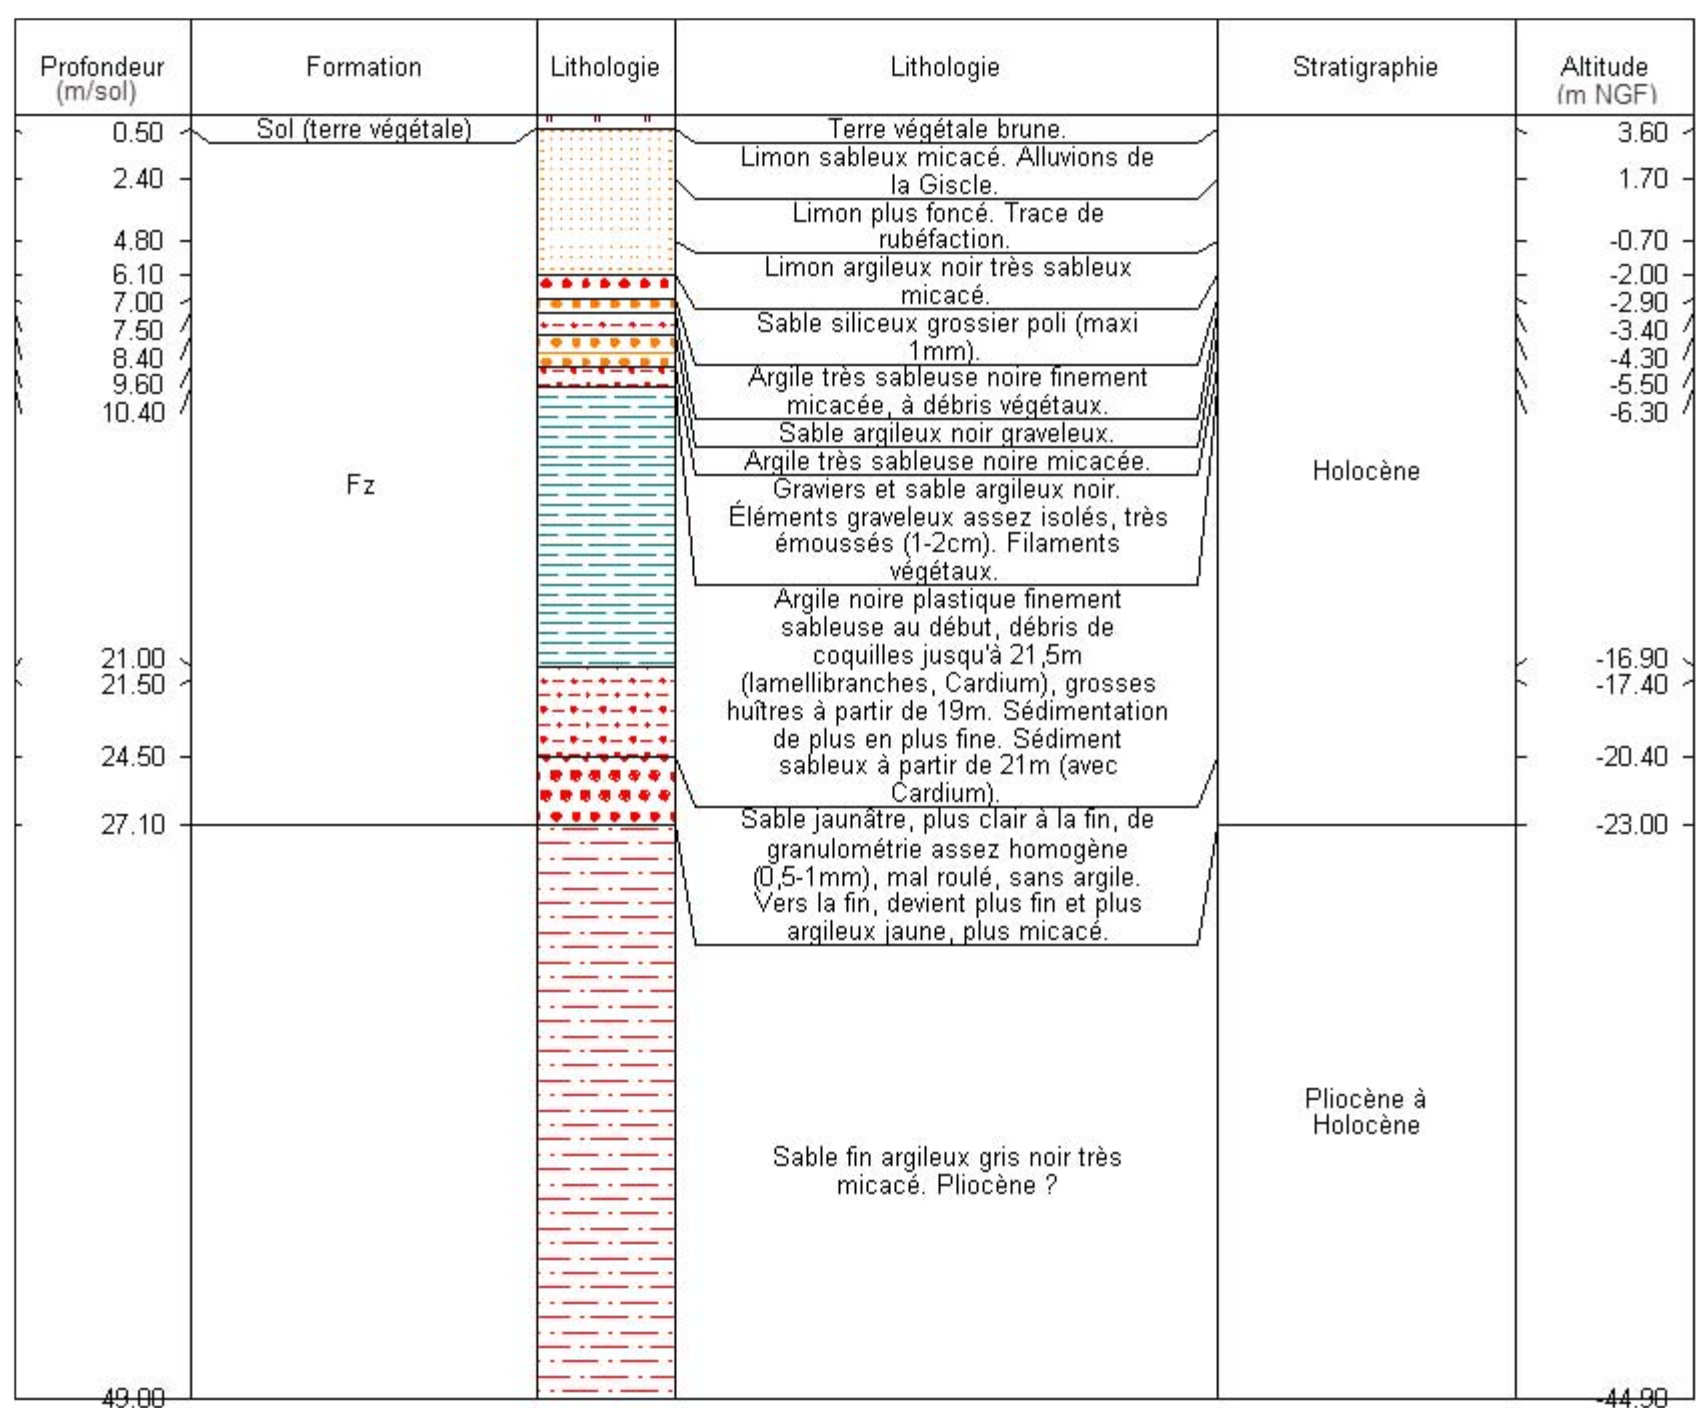 Profondeur
(m/sol)
Formation
Lithologie
Lithologie
Stratigraphie
Altitude
(m NGF)
0.50
2.40
4.80
6.10
7.00
7.50
8.40
9.60
10.40
21.00
21.50
24.50
27.10
49.00
Sol (terre végétale)
Fz
Terre végétale brune.
Limon sableux micacé. Alluvions de
la Giscle.
Limon plus foncé. Trace de
rubéfaction.
Limon argileux noir très sableux
micacé.
Sable siliceux grossier poli (maxi
1mm).
Argile très sableuse noire finement
micacée, à débris végétaux.
Sable argileux noir graveleux.
Argile très sableuse noire micacée.
Graviers et sable argileux noir.
Éléments graveleux assez isolés, très
émoussés (1-2cm). Filaments
végétaux.
Argile noire plastique finement
sableuse au début, débris de
coquilles jusqu'à 21,5m
(lamellibranches, Cardium), grosses
huîtres à partir de 19m. Sédimentation
de plus en plus fine. Sédiment
sableux à partir de 21m (avec
Cardium).
Sable jaunâtre, plus clair à la fin, de
granulométrie assez homogène
(0,5-1mm), mal roulé, sans argile.
Vers la fin, devient plus fin et plus
argileux jaune, plus micacé.
Sable fin argileux gris noir très
micacé. Pliocène ?
Holocène
Pliocène à
Holocène
3.60
1.70
-0.70
-2.00
-2.90
-3.40
-4.30
-5.50
-6.30
-16.90
-17.40
-20.40
-23.00
-44.90